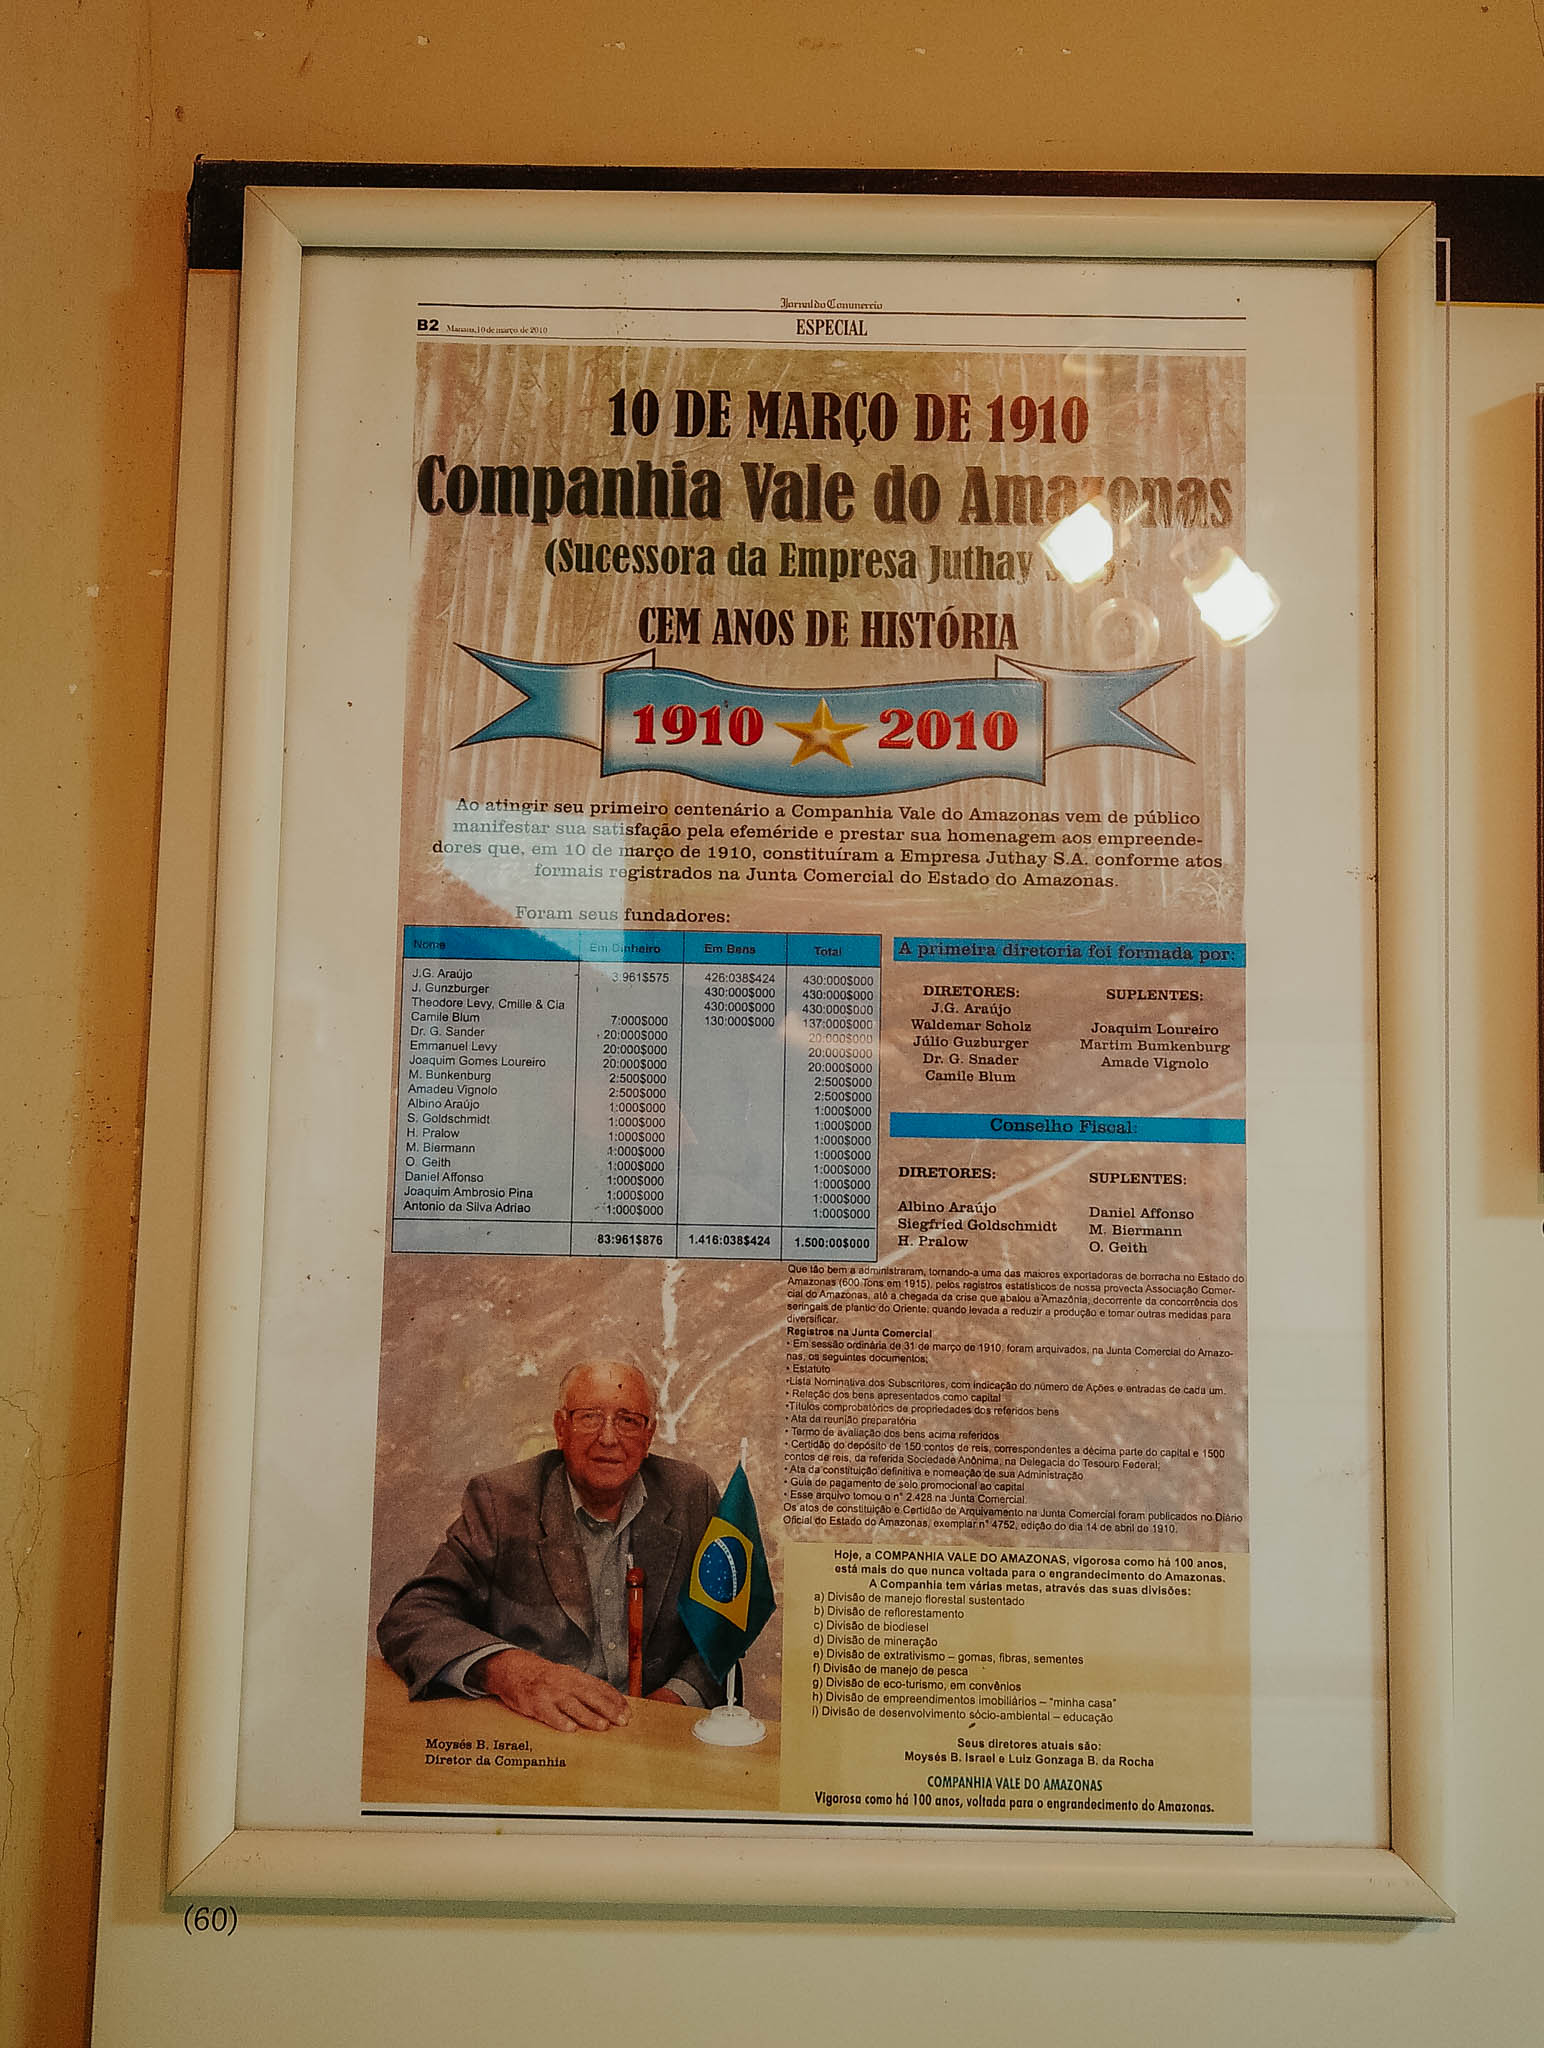 Jornal do Commercio
B2 Manaus, 10 de março de 2010
ESPECIAL
10 DE MARÇO DE 1910
Companhia Vale do Amazonas
(Sucessora da Empresa Juthay
CEM ANOS DE HISTÓRIA
1910 2010
Ao atingir seu primeiro centenário a Companhia Vale do Amazonas vem de público
manifestar sua satisfação pela efeméride e prestar sua homenagem aos empreende-
dores que, em 10 de março de 1910, constituíram a Empresa Juthay S.A. conforme atos
formais registrados na Junta Comercial do Estado do Amazonas.
Foram seus fundadores:
Nome Em Dinheiro Em Bens Total
J.G. Araújo 3:961$575 426:038$424 430:000$000
J. Gunzburger 430:000$000 430:000$000
Theodore Levy, Cmille & Cia 430:000$000 430:000$000
Camile Blum 7:000$000 130:000$000 137:000$000
Dr. G. Sander 20:000$000 20:000$000
Emmanuel Levy 20:000$000 20:000$000
Joaquim Gomes Loureiro 20:000$000 20:000$000
M. Bunkenburg 2:500$000 2:500$000
Amadeu Vignolo 2:500$000 2:500$000
Albino Araújo 1:000$000 1:000$000
S. Goldschmidt 1:000$000 1:000$000
H. Pralow 1:000$000 1:000$000
M. Biermann 1:000$000 1:000$000
O. Geith 1:000$000 1:000$000
Daniel Affonso 1:000$000 1:000$000
Joaquim Ambrosio Pina 1:000$000 1:000$000
Antonio da Silva Adriao 1:000$000 1:000$000
83:961$876 1.416:038$424 1.500:00$000
A primeira diretoria foi formada por:
DIRETORES:
J.G. Araújo
Waldemar Scholz
Júlio Guzburger
Dr. G. Snader
Camile Blum
SUPLENTES:
Joaquim Loureiro
Martim Bumkenburg
Amade Vignolo
Conselho Fiscal:
DIRETORES:
Albino Araújo
Siegfried Goldschmidt
H. Pralow
SUPLENTES:
Daniel Affonso
M. Biermann
O. Geith
Que tão bem a administraram, tornando-a uma das maiores exportadoras de borracha no Estado do
Amazonas (600 Tons em 1915), pelos registros estatísticos de nossa provecta Associação Comer-
cial do Amazonas, até a chegada da crise que abalou a Amazônia, decorrente da concorrência dos
seringais de plantio do Oriente, quando levada a reduzir a produção e tomar outras medidas para
diversificar.
Registros na Junta Comercial
• Em sessão ordinária de 31 de março de 1910, foram arquivados, na Junta Comercial do Amazo-
nas, os seguintes documentos;
• Estatuto
•Lista Nominativa dos Subscritores, com indicação do número de Ações e entradas de cada um.
• Relação dos bens apresentados como capital
•Títulos comprobatórios de propriedades dos referidos bens
• Ata da reunião preparatória
• Termo de avaliação dos bens acima referidos
• Certidão do depósito de 150 contos de reis, correspondentes a décima parte do capital e 1500
contos de reis, da referida Sociedade Anônima, na Delegacia do Tesouro Federal;
• Ata da constituição definitiva e nomeação de sua Administração
• Guia de pagamento de selo promocional ao capital
• Esse arquivo tomou o n° 2.428 na Junta Comercial.
Os atos de constituição e Certidão de Arquivamento na Junta Comercial foram publicados no Diário
Oficial do Estado do Amazonas, exemplar n° 4752, edição do dia 14 de abril de 1910.
Hoje, a COMPANHIA VALE DO AMAZONAS, vigorosa como há 100 anos,
está mais do que nunca voltada para o engrandecimento do Amazonas.
A Companhia tem várias metas, através das suas divisões:
a) Divisão de manejo florestal sustentado
b) Divisão de reflorestamento
c) Divisão de biodiesel
d) Divisão de mineração
e) Divisão de extrativismo – gomas, fibras, sementes
f) Divisão de manejo de pesca
g) Divisão de eco-turismo, em convênios
h) Divisão de empreendimentos imobiliários – "minha casa"
i) Divisão de desenvolvimento sócio-ambiental – educação
Seus diretores atuais são:
Moysés B. Israel e Luiz Gonzaga B. da Rocha
COMPANHIA VALE DO AMAZONAS
Vigorosa como há 100 anos, voltada para o engrandecimento do Amazonas.
Moysés B. Israel,
Diretor da Companhia
(60)